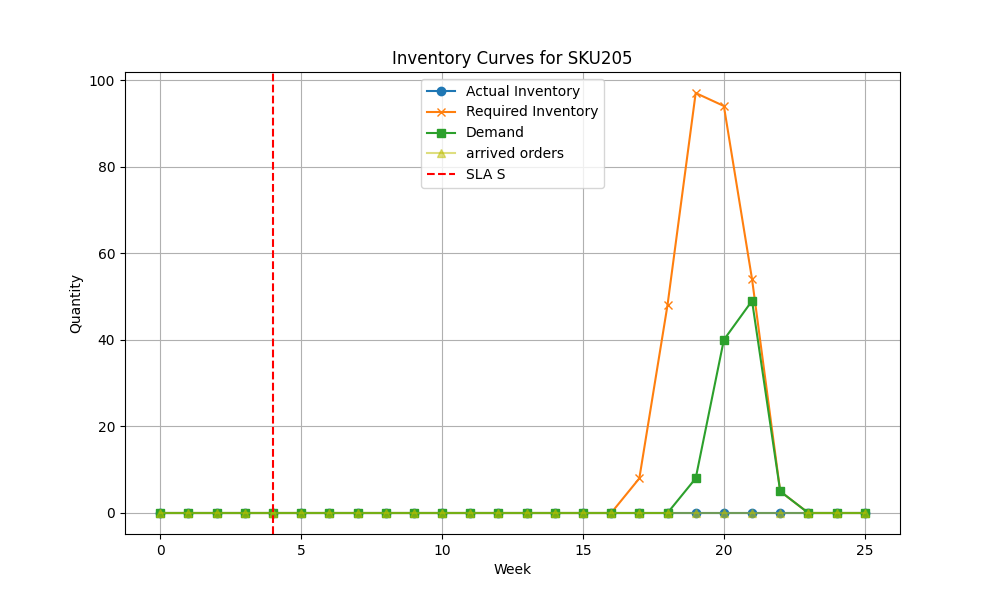 Inventory Curves for SKU205
100
80
60
40
20
0
Quantity
Actual Inventory
Required Inventory
Demand
arrived orders
SLA S
0 5 10 15 20 25
Week